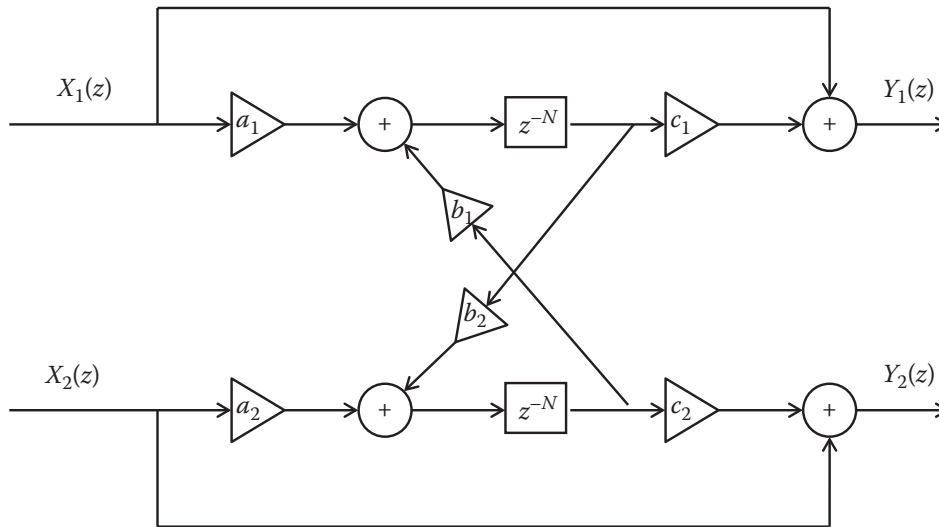 X₁(z)
Y₁(z)
a₁
+
z⁻ᴺ
c₁
+
b₁
b₂
X₂(z)
Y₂(z)
a₂
+
z⁻ᴺ
c₂
+